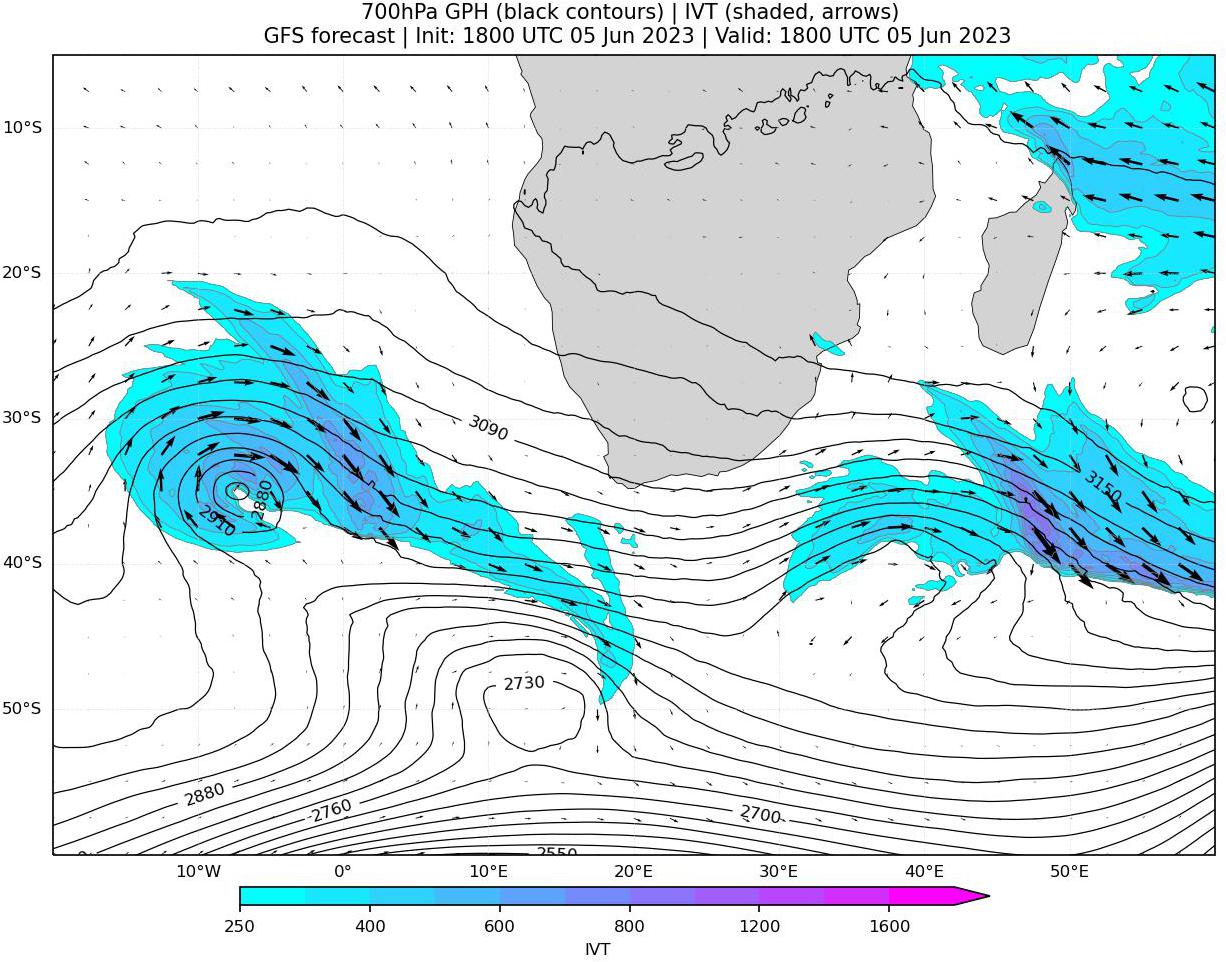 700hPa GPH (black contours) | IVT (shaded, arrows)
GFS forecast | Init: 1800 UTC 05 Jun 2023 | Valid: 1800 UTC 05 Jun 2023
10°S
20°S
30°S
3090
3150
2880
2910
40°S
2730
50°S
2880
2760
2700
2550
10°W 0° 10°E 20°E 30°E 40°E 50°E
250 400 600 800 1200 1600
IVT